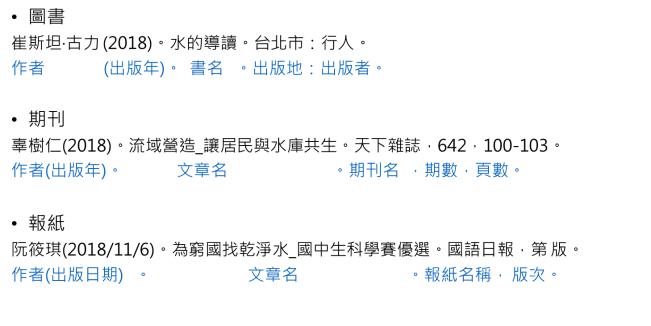 • 圖書
崔斯坦·古力(2018)。水的導讀。台北市：行人。
作者 (出版年)。 書名 。出版地：出版者。
• 期刊
辜樹仁(2018)。流域營造_讓居民與水庫共生。天下雜誌，642，100-103。
作者(出版年)。 文章名 。期刊名 ，期數，頁數。
• 報紙
阮筱琪(2018/11/6)。為窮國找乾淨水_國中生科學賽優選。國語日報，第 版。
作者(出版日期) 。 文章名 。報紙名稱， 版次。